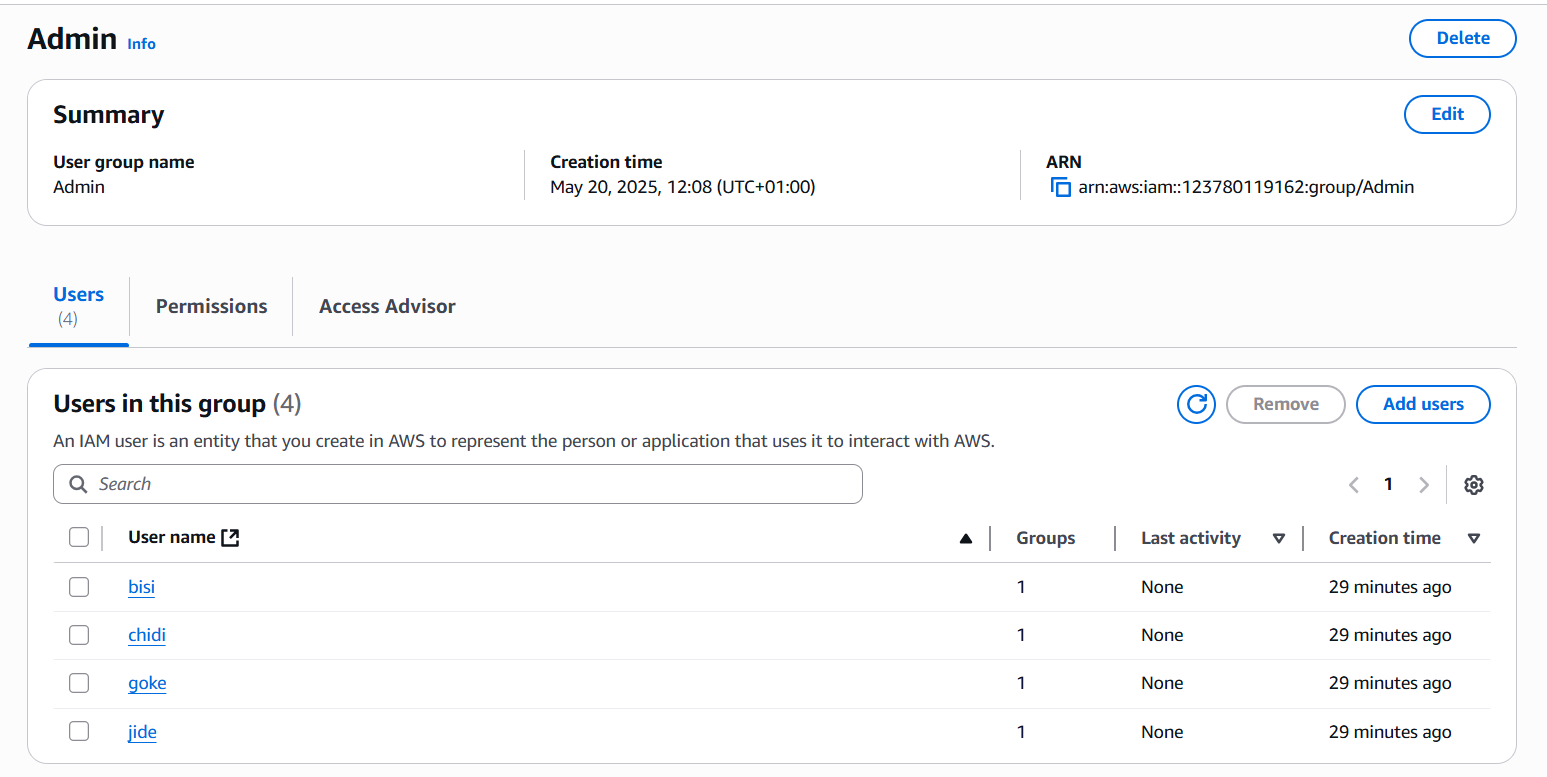 Admin Info
Delete
Summary
Edit
User group name
Admin
Creation time
May 20, 2025, 12:08 (UTC+01:00)
ARN
arn:aws:iam::123780119162:group/Admin
Users
(4)
Permissions
Access Advisor
Users in this group (4)
Remove
Add users
An IAM user is an entity that you create in AWS to represent the person or application that uses it to interact with AWS.
Search
1
User name Groups Last activity Creation time
bisi 1 None 29 minutes ago
chidi 1 None 29 minutes ago
goke 1 None 29 minutes ago
jide 1 None 29 minutes ago